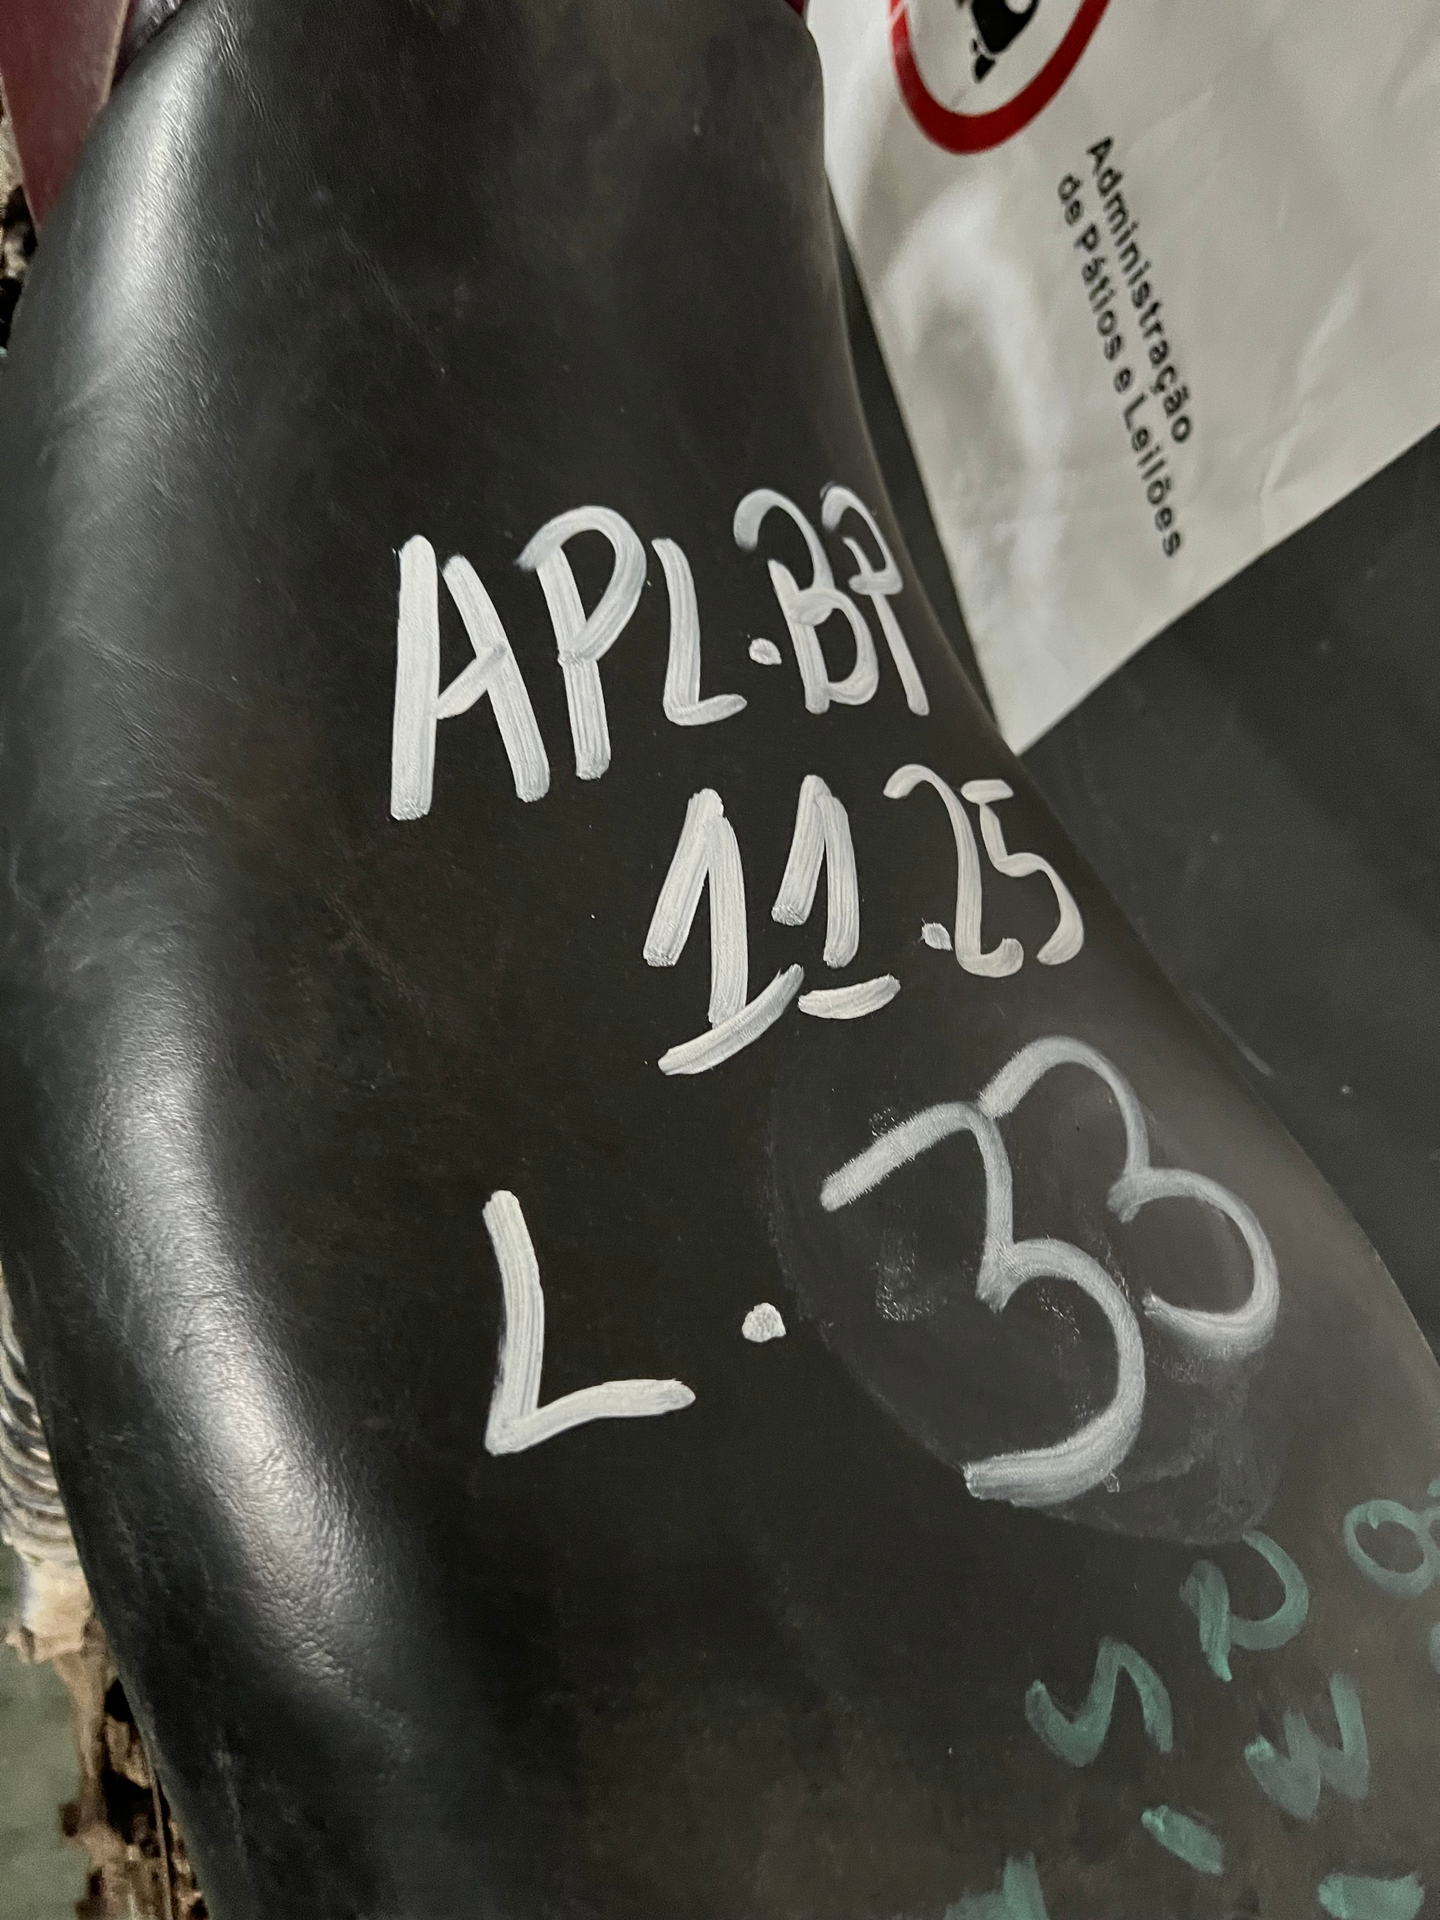 Administração
de Pátios e Leilões
APL.BP
11.25
L.33